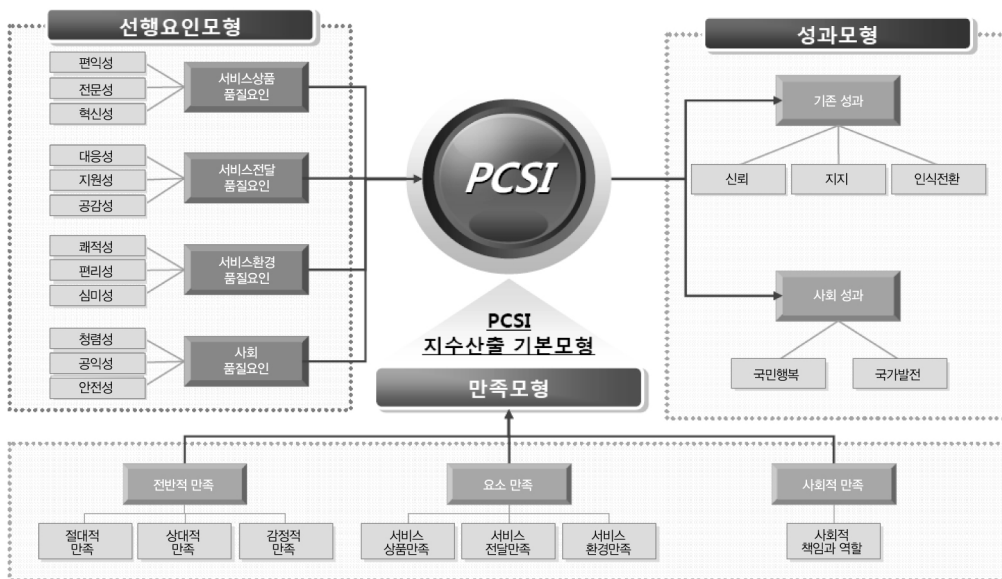 선행요인모형
편익성
전문성
혁신성
서비스상품
품질요인
대응성
지원성
공감성
서비스전달
품질요인
쾌적성
편리성
심미성
서비스환경
품질요인
청렴성
공익성
안전성
사회
품질요인
PCSI
PCSI
지수산출 기본모형
성과모형
기존 성과
신뢰
지지
인식전환
사회 성과
국민행복
국가발전
만족모형
전반적 만족
절대적
만족
상대적
만족
감정적
만족
요소 만족
서비스
상품만족
서비스
전달만족
서비스
환경만족
사회적 만족
사회적
책임과 역할